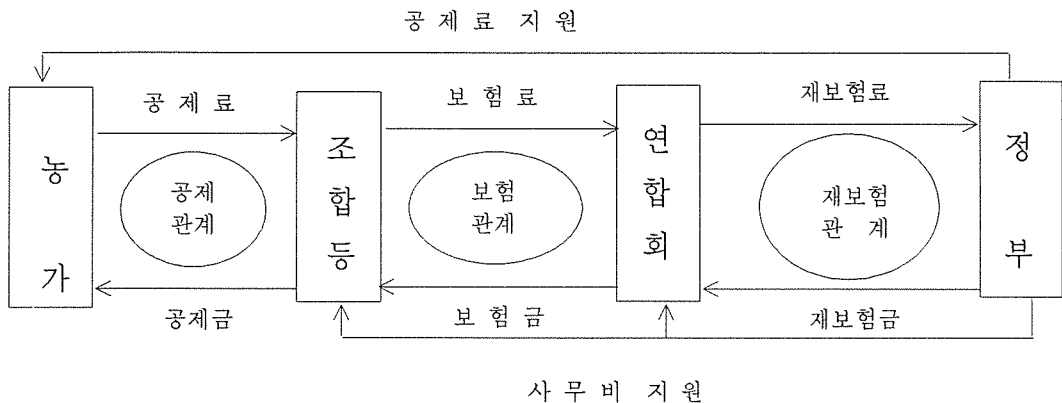 공 제 료 지 원
공 제 료
보 험 료
재보험료
농 가
공제
관계
조 합 등
보험
관계
연 합 회
재보험
관 계
정 부
공제금
보 험 금
재보험금
사 무 비 지 원